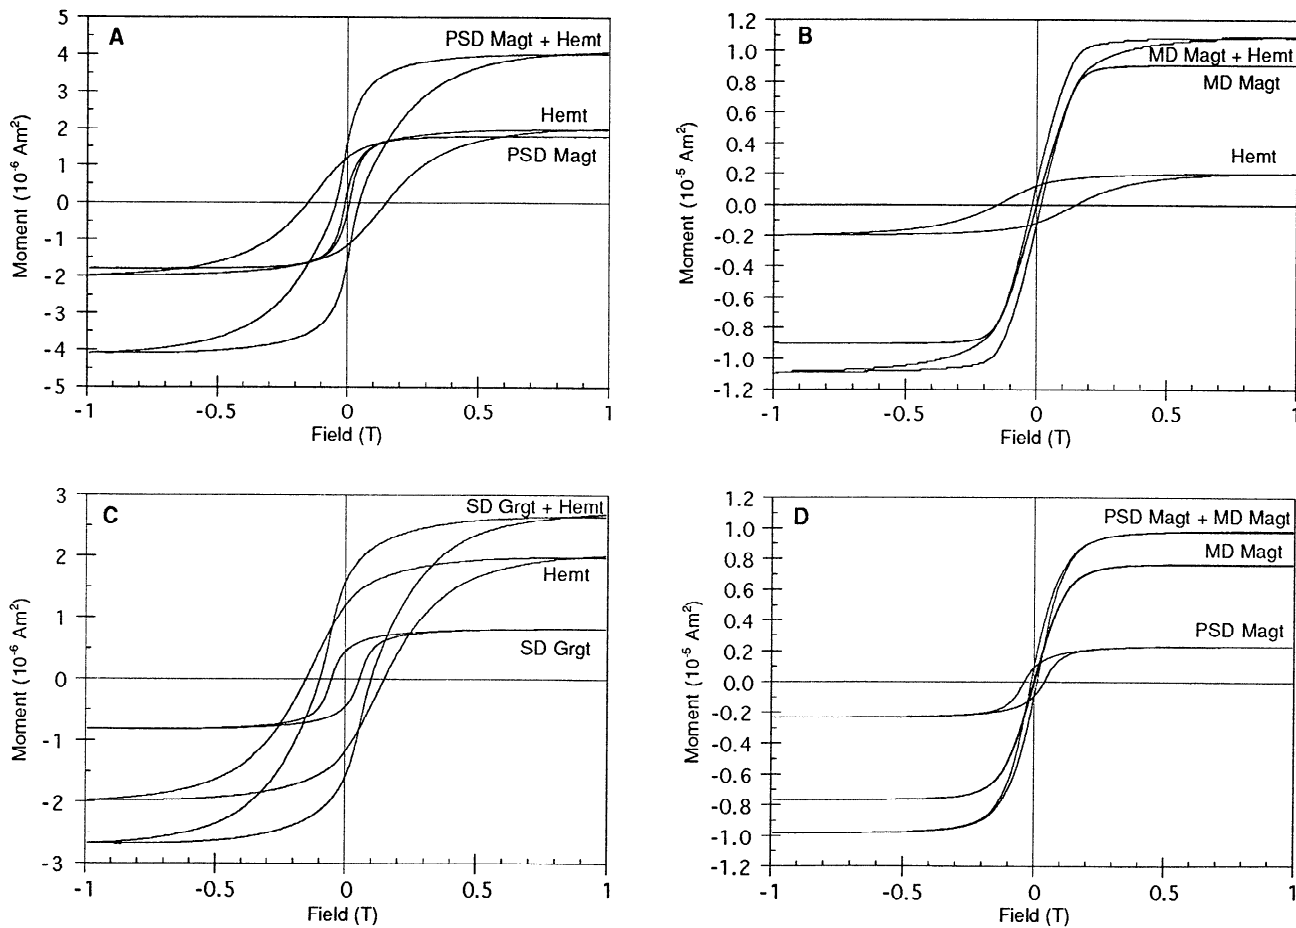 A
5
4
3
2
1
0
-1
-2
-3
-4
-5
Moment (10⁻⁶ Am²)
PSD Magt + Hemt
Hemt
PSD Magt
-1 -0.5 0 0.5 1
Field (T)
B
1.2
1.0
0.8
0.6
0.4
0.2
0.0
-0.2
-0.4
-0.6
-0.8
-1.0
-1.2
Moment (10⁻⁵ Am²)
MD Magt + Hemt
MD Magt
Hemt
-1 -0.5 0 0.5 1
Field (T)
C
3
2
1
0
-1
-2
-3
Moment (10⁻⁶ Am²)
SD Grgt + Hemt
Hemt
SD Grgt
-1 -0.5 0 0.5 1
Field (T)
D
1.2
1.0
0.8
0.6
0.4
0.2
0.0
-0.2
-0.4
-0.6
-0.8
-1.0
-1.2
Moment (10⁻⁵ Am²)
PSD Magt + MD Magt
MD Magt
PSD Magt
-1 -0.5 0 0.5 1
Field (T)